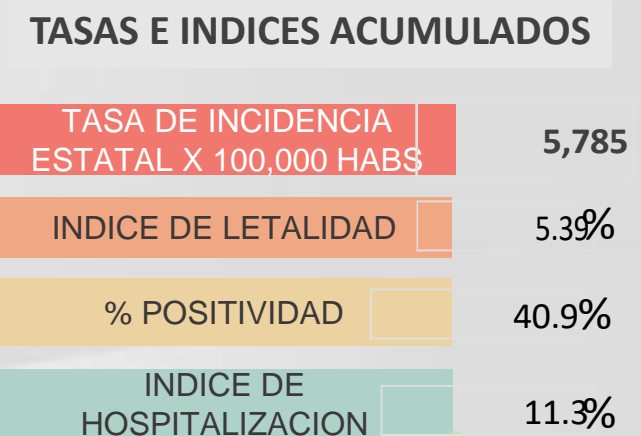 TASAS E INDICES ACUMULADOS
TASA DE INCIDENCIA
ESTATAL X 100,000 HABS
5,785
INDICE DE LETALIDAD
5.39%
% POSITIVIDAD
40.9%
INDICE DE
HOSPITALIZACION
11.3%